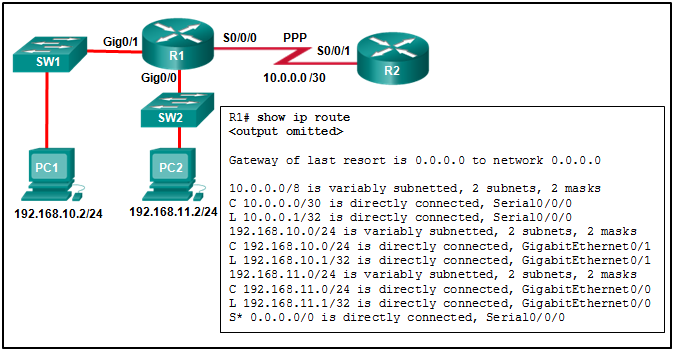 Gig0/1
S0/0/0
PPP
S0/0/1
SW1
R1
R2
Gig0/0
10.0.0.0 /30
SW2
PC1
PC2
192.168.10.2/24
192.168.11.2/24
R1# show ip route
<output omitted>
Gateway of last resort is 0.0.0.0 to network 0.0.0.0
10.0.0.0/8 is variably subnetted, 2 subnets, 2 masks
C 10.0.0.0/30 is directly connected, Serial0/0/0
L 10.0.0.1/32 is directly connected, Serial0/0/0
192.168.10.0/24 is variably subnetted, 2 subnets, 2 masks
C 192.168.10.0/24 is directly connected, GigabitEthernet0/1
L 192.168.10.1/32 is directly connected, GigabitEthernet0/1
192.168.11.0/24 is variably subnetted, 2 subnets, 2 masks
C 192.168.11.0/24 is directly connected, GigabitEthernet0/0
L 192.168.11.1/32 is directly connected, GigabitEthernet0/0
S* 0.0.0.0/0 is directly connected, Serial0/0/0